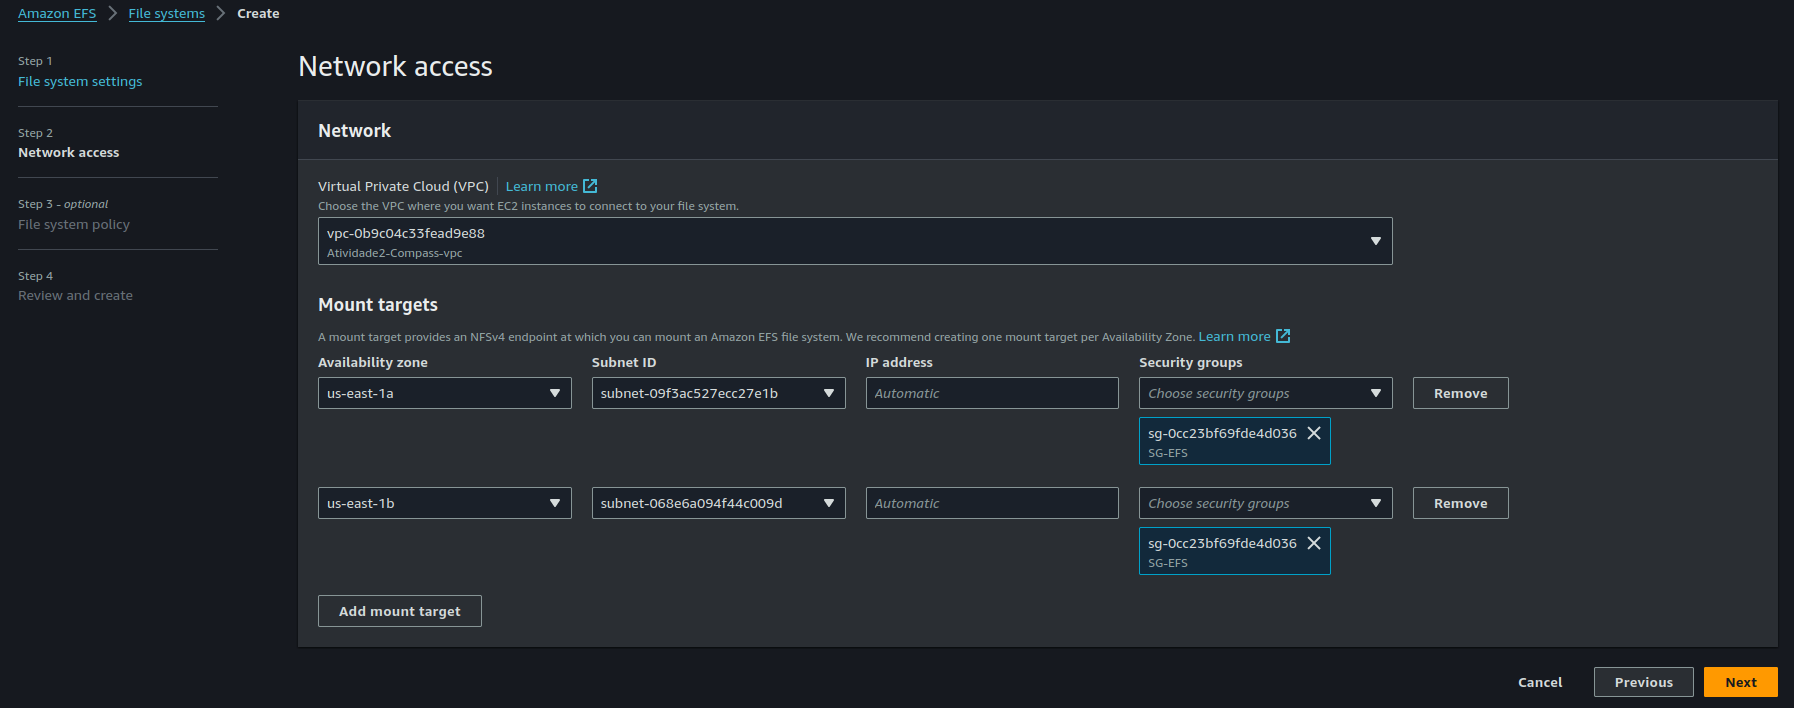 Amazon EFS > File systems > Create
Step 1
File system settings
Step 2
Network access
Step 3 - optional
File system policy
Step 4
Review and create
Network access
Network
Virtual Private Cloud (VPC) | Learn more
Choose the VPC where you want EC2 instances to connect to your file system.
vpc-0b9c04c33fead9e88
Atividade2-Compass-vpc
Mount targets
A mount target provides an NFSv4 endpoint at which you can mount an Amazon EFS file system. We recommend creating one mount target per Availability Zone. Learn more
Availability zone Subnet ID IP address Security groups
us-east-1a subnet-09f3ac527ecc27e1b Automatic Choose security groups Remove
sg-0cc23bf69fde4d036
SG-EFS
us-east-1b subnet-068e6a094f44c009d Automatic Choose security groups Remove
sg-0cc23bf69fde4d036
SG-EFS
Add mount target
Cancel Previous Next